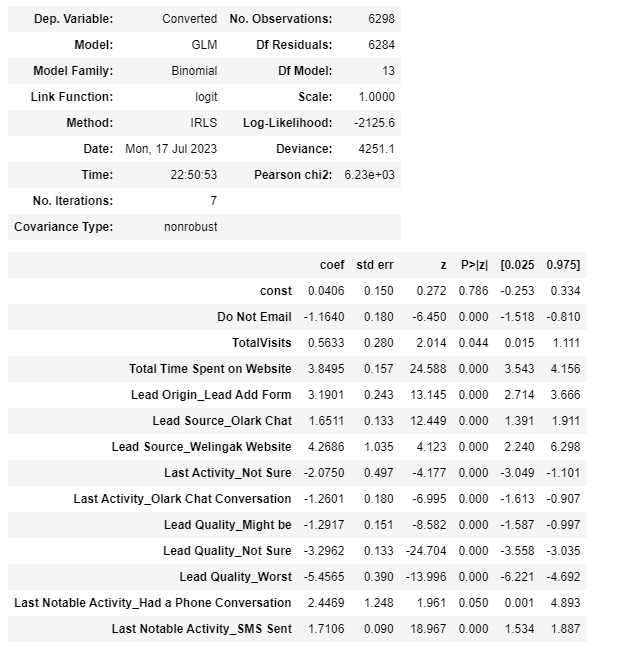 Dep. Variable: Converted No. Observations: 6298
Model: GLM Df Residuals: 6284
Model Family: Binomial Df Model: 13
Link Function: logit Scale: 1.0000
Method: IRLS Log-Likelihood: -2125.6
Date: Mon, 17 Jul 2023 Deviance: 4251.1
Time: 22:50:53 Pearson chi2: 6.23e+03
No. Iterations: 7
Covariance Type: nonrobust
coef std err z P>|z| [0.025 0.975]
const 0.0406 0.150 0.272 0.786 -0.253 0.334
Do Not Email -1.1640 0.180 -6.450 0.000 -1.518 -0.810
TotalVisits 0.5633 0.280 2.014 0.044 0.015 1.111
Total Time Spent on Website 3.8495 0.157 24.588 0.000 3.543 4.156
Lead Origin_Lead Add Form 3.1901 0.243 13.145 0.000 2.714 3.666
Lead Source_Olark Chat 1.6511 0.133 12.449 0.000 1.391 1.911
Lead Source_Welingak Website 4.2686 1.035 4.123 0.000 2.240 6.298
Last Activity_Not Sure -2.0750 0.497 -4.177 0.000 -3.049 -1.101
Last Activity_Olark Chat Conversation -1.2601 0.180 -6.995 0.000 -1.613 -0.907
Lead Quality_Might be -1.2917 0.151 -8.582 0.000 -1.587 -0.997
Lead Quality_Not Sure -3.2962 0.133 -24.704 0.000 -3.558 -3.035
Lead Quality_Worst -5.4565 0.390 -13.996 0.000 -6.221 -4.692
Last Notable Activity_Had a Phone Conversation 2.4469 1.248 1.961 0.050 0.001 4.893
Last Notable Activity_SMS Sent 1.7106 0.090 18.967 0.000 1.534 1.887